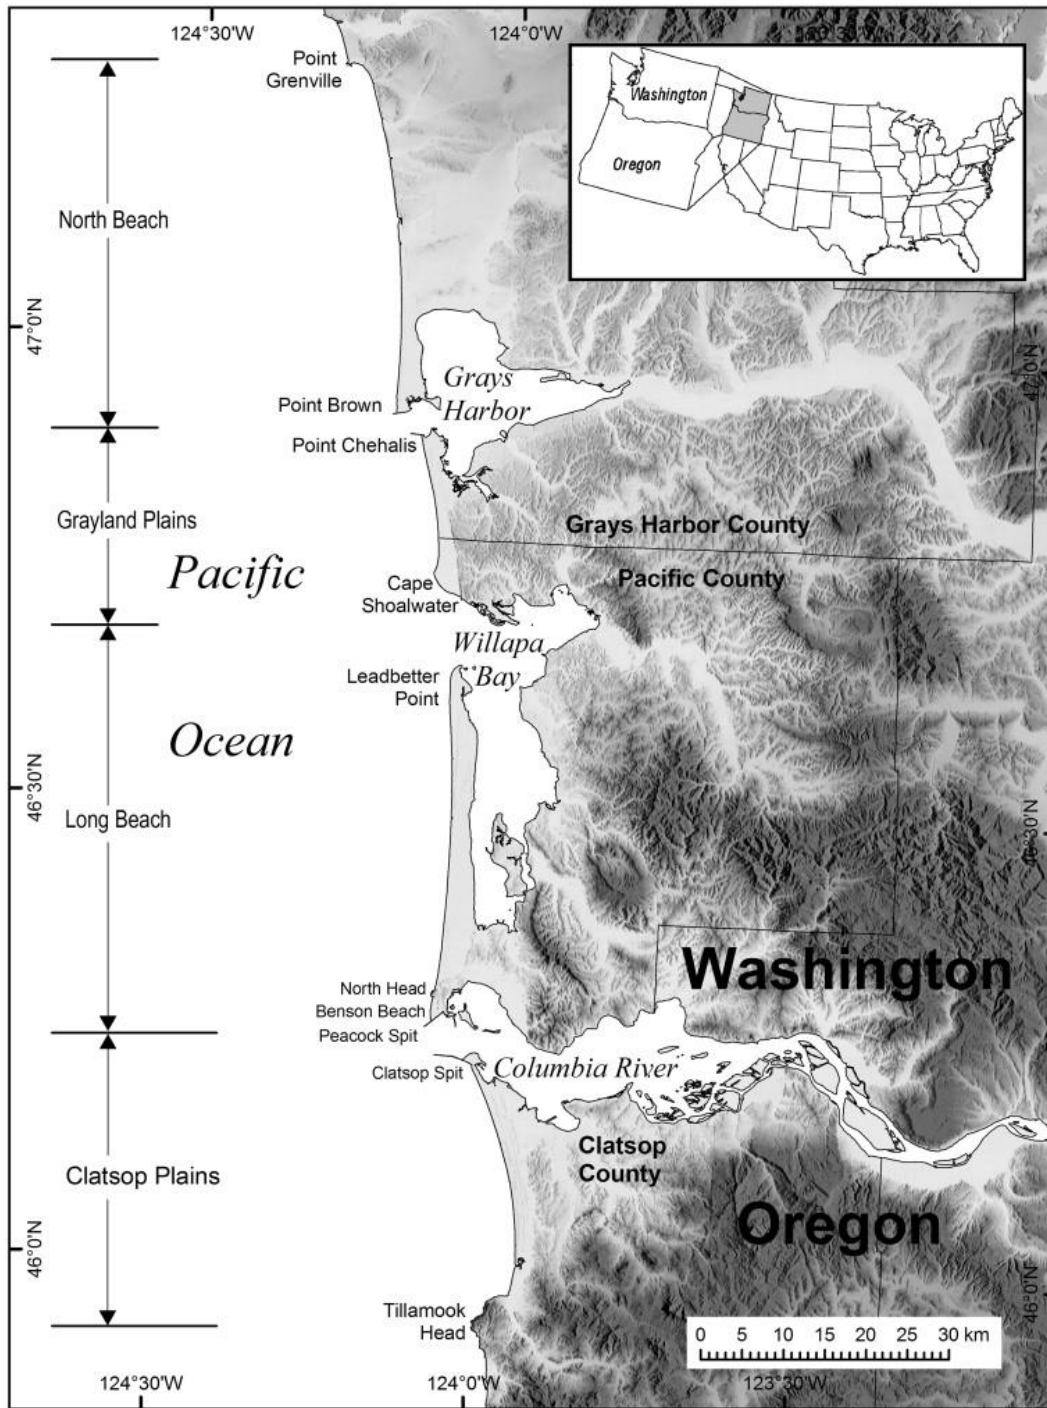 124°30'W
124°0'W
123°30'W
Point
Grenville
Washington
Oregon
North Beach
47°0'N
47°0'N
Grays
Harbor
Point Brown
Point Chehalis
Grayland Plains
Grays Harbor County
Pacific
Pacific County
Cape
Shoalwater
Willapa
Bay
Leadbetter
Point
Ocean
46°30'N
46°30'N
Long Beach
Washington
North Head
Benson Beach
Peacock Spit
Clatsop Spit
Columbia River
Clatsop
County
Clatsop Plains
Oregon
46°0'N
46°0'N
Tillamook
Head
0 5 10 15 20 25 30 km
124°30'W
124°0'W
123°30'W